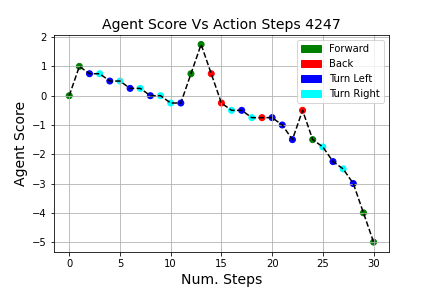 Agent Score Vs Action Steps 4247
Agent Score
2
1
0
−1
−2
−3
−4
−5
Forward
Back
Turn Left
Turn Right
0 5 10 15 20 25 30
Num. Steps